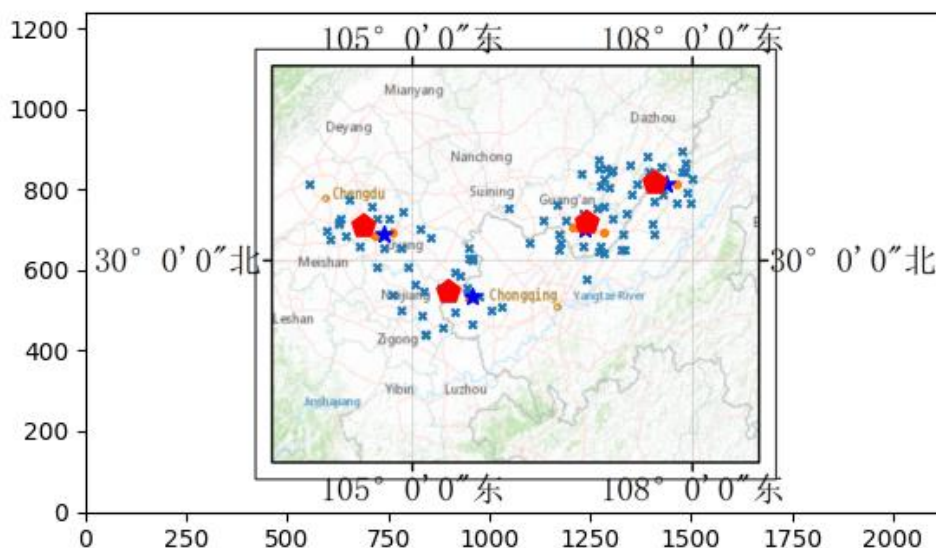 1200
1000
800
600
400
200
0
0 250 500 750 1000 1250 1500 1750 2000
105° 0'0"东 108° 0'0"东
30° 0'0"北 30° 0'0"北
105° 0'0"东 108° 0'0"东
Mianyang
Dazhou
Deyang
Nanchong
Suining
Chengdu
Guang'an
Meishan
Chongqing
Yangtze River
Leshan
Zigong
Yibin
Luzhou
Jinshajiang